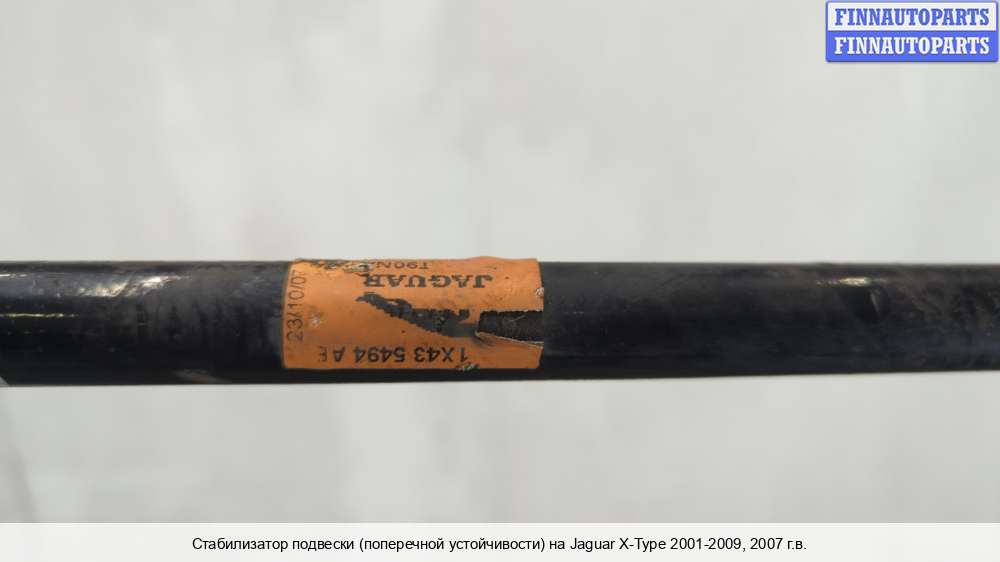 FINNAUTOPARTS
FINNAUTOPARTS
1X43 5494 AE
JAGUAR
T90N
23/10/07
Стабилизатор подвески (поперечной устойчивости) на Jaguar X-Type 2001-2009, 2007 г.в.